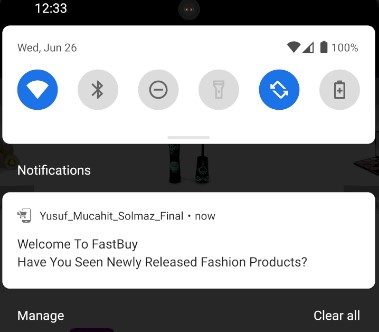 12:33
Wed, Jun 26
100%
Notifications
Yusuf_Mucahit_Solmaz_Final • now
Welcome To FastBuy
Have You Seen Newly Released Fashion Products?
Manage
Clear all